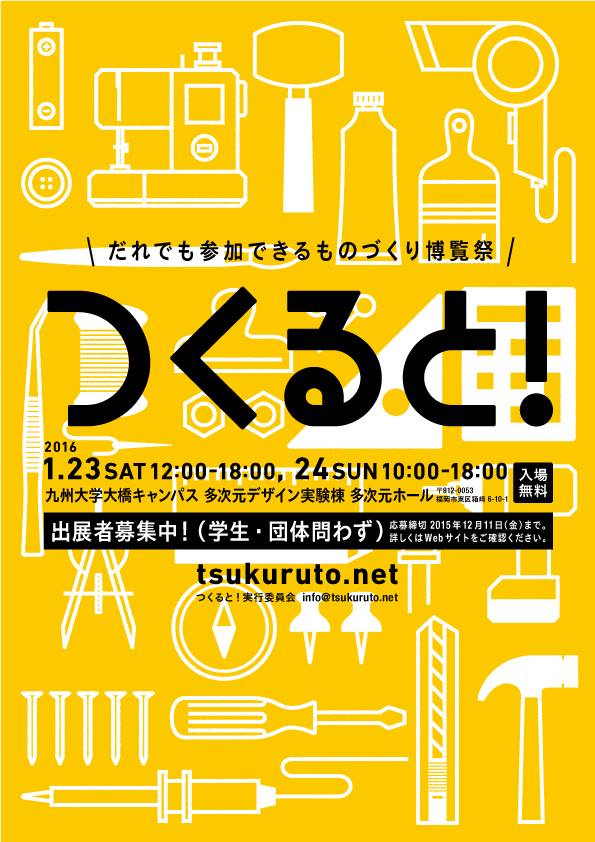 \ だれでも参加できるものづくり博覧祭 /
つくると!
2016
1.23 SAT 12:00-18:00, 24 SUN 10:00-18:00
入場
無料
九州大学大橋キャンパス 多次元デザイン実験棟 多次元ホール
〒812-0053
福岡市東区箱崎 6-10-1
出展者募集中!(学生・団体問わず)
応募締切 2015年12月11日(金)まで。
詳しくはWebサイトをご確認ください。
tsukuruto.net
つくると!実行委員会 info@tsukuruto.net